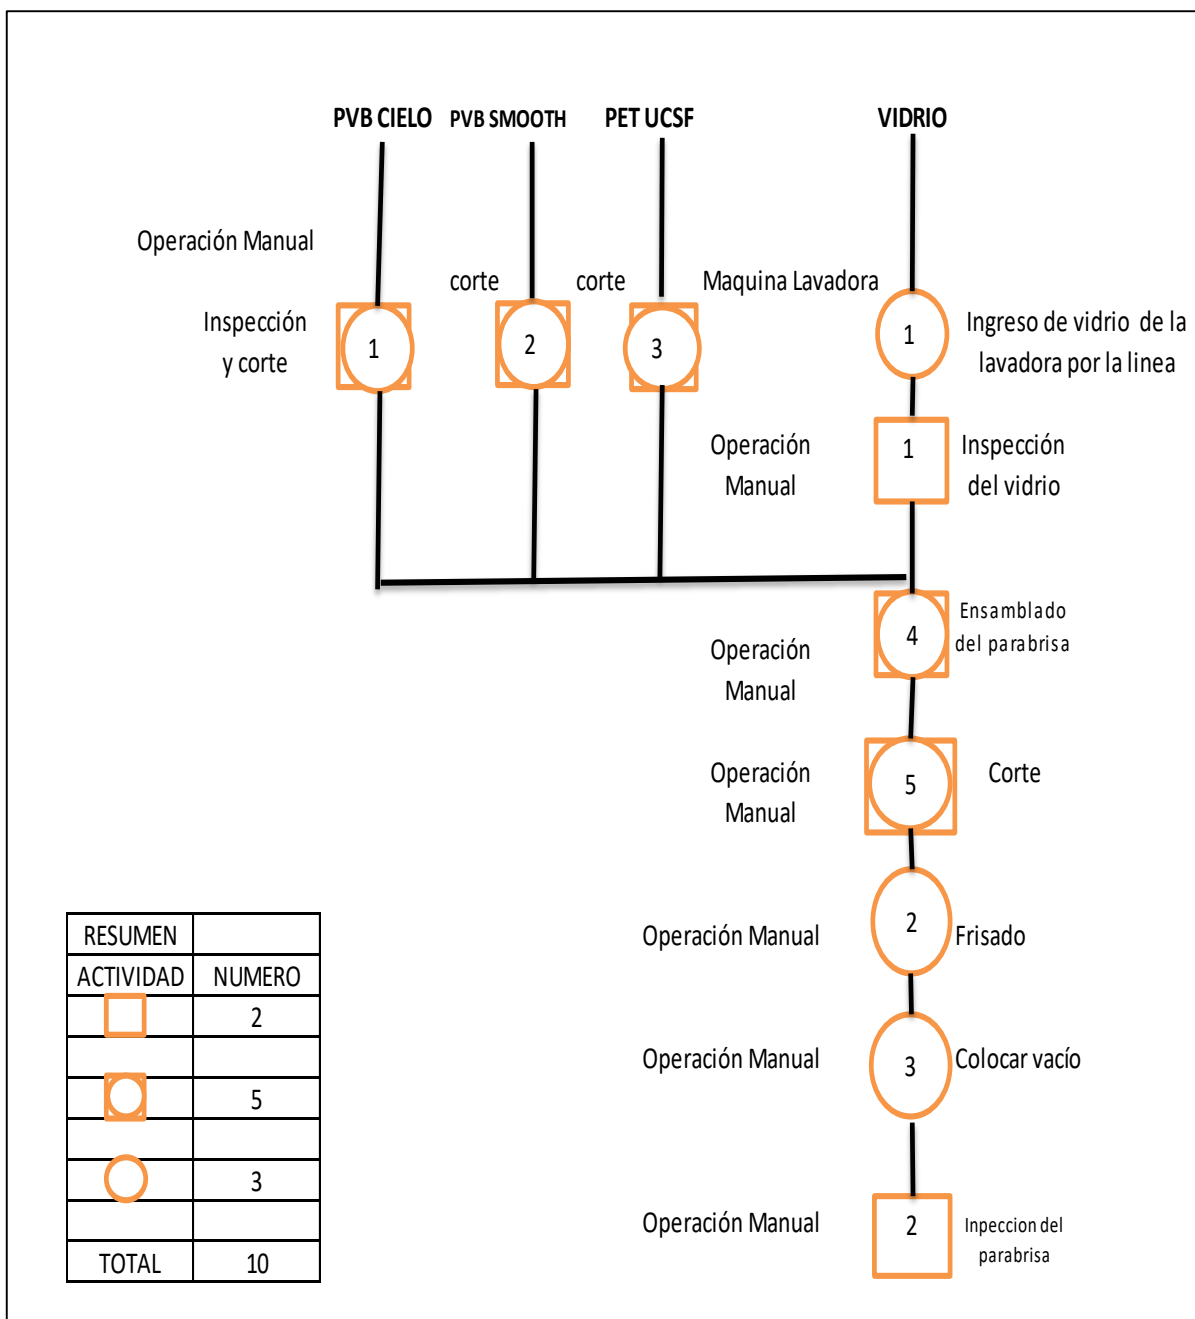 PVB CIELO PVB SMOOTH PET UCSF VIDRIO
Operación Manual
corte corte Maquina Lavadora
Inspección
y corte
1
2
3
1
Ingreso de vidrio de la
lavadora por la linea
Operación
Manual
1
Inspección
del vidrio
Operación
Manual
4
Ensamblado
del parabrisa
Operación
Manual
5
Corte
Operación Manual
2
Frisado
Operación Manual
3
Colocar vacío
Operación Manual
2
Inpeccion del
parabrisa
RESUMEN
ACTIVIDAD NUMERO
2
5
3
TOTAL 10